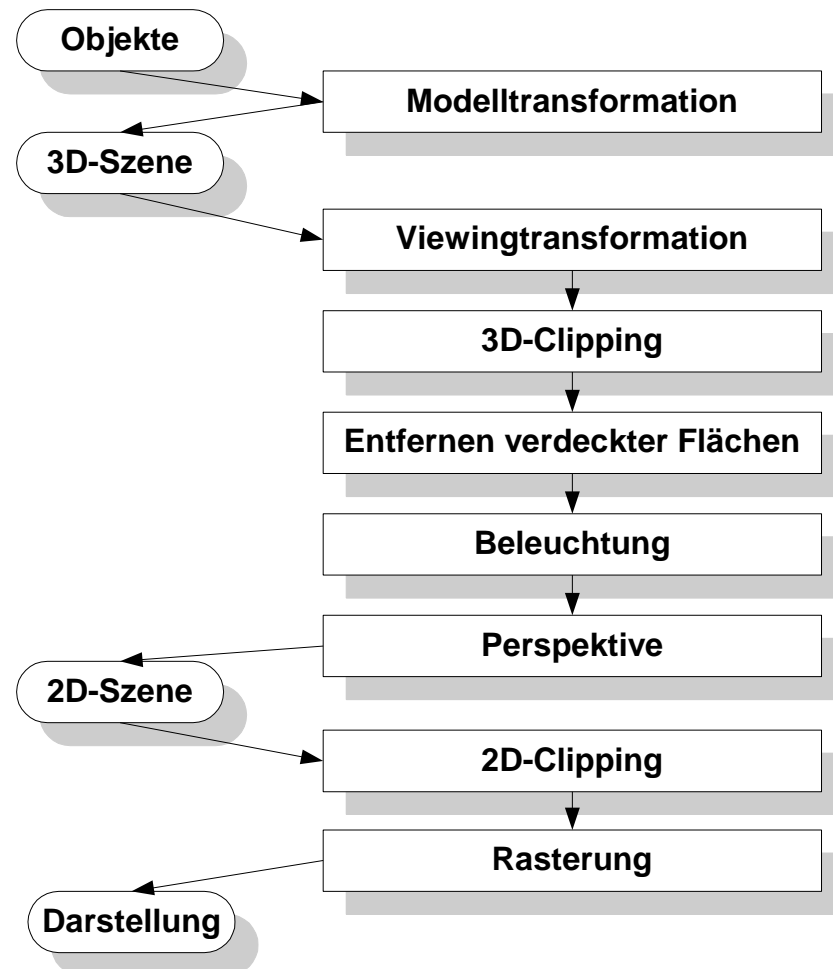 Objekte
Modelltransformation
3D-Szene
Viewingtransformation
3D-Clipping
Entfernen verdeckter Flächen
Beleuchtung
Perspektive
2D-Szene
2D-Clipping
Rasterung
Darstellung